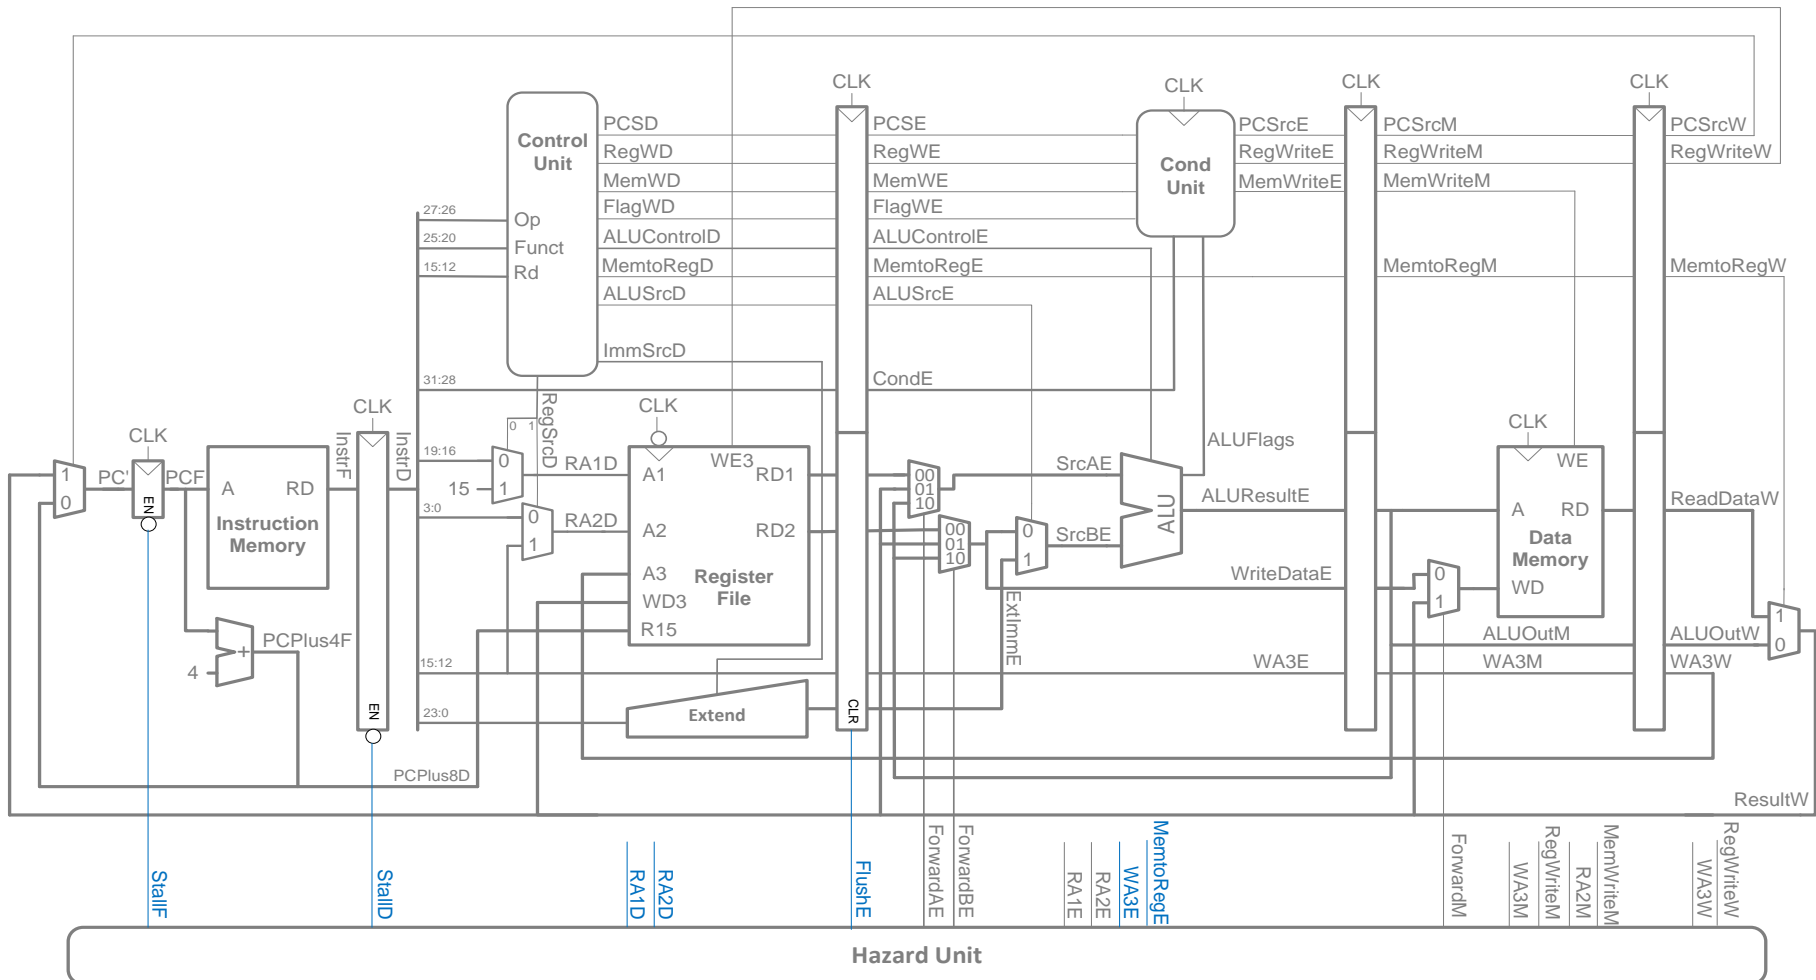 CLK
CLK
CLK
CLK
Control
Unit
PCSD
RegWD
MemWD
FlagWD
ALUControlD
MemtoRegD
ALUSrcD
ImmSrcD
Op
Funct
Rd
27:26
25:20
15:12
31:28
PCSE
RegWE
MemWE
FlagWE
ALUControlE
MemtoRegE
ALUSrcE
CondE
Cond
Unit
PCSrcE
RegWriteE
MemWriteE
PCSrcM
RegWriteM
MemWriteM
MemtoRegM
PCSrcW
RegWriteW
MemtoRegW
CLK
CLK
CLK
CLK
1
0
PC'
EN
PCF
A
RD
Instruction
Memory
InstrF
EN
InstrD
19:16
15
3:0
0
1
0
1
0 1
RegSrcD
RA1D
RA2D
A1
A2
A3
WD3
R15
WE3
RD1
RD2
Register
File
00
01
10
00
01
10
0
1
SrcAE
SrcBE
ALU
ALUFlags
ALUResultE
WriteDataE
ExtImmE
0
1
A
RD
WE
Data
Memory
WD
ReadDataW
1
0
ALUOutM
ALUOutW
PCPlus4F
4
+
15:12
WA3E
WA3M
WA3W
23:0
Extend
CLR
PCPlus8D
ResultW
StallF
StallD
RA1D
RA2D
FlushE
ForwardAE
ForwardBE
RA1E
RA2E
WA3E
MemtoRegE
ForwardM
WA3M
RegWriteM
RA2M
MemWriteM
WA3W
RegWriteW
Hazard Unit